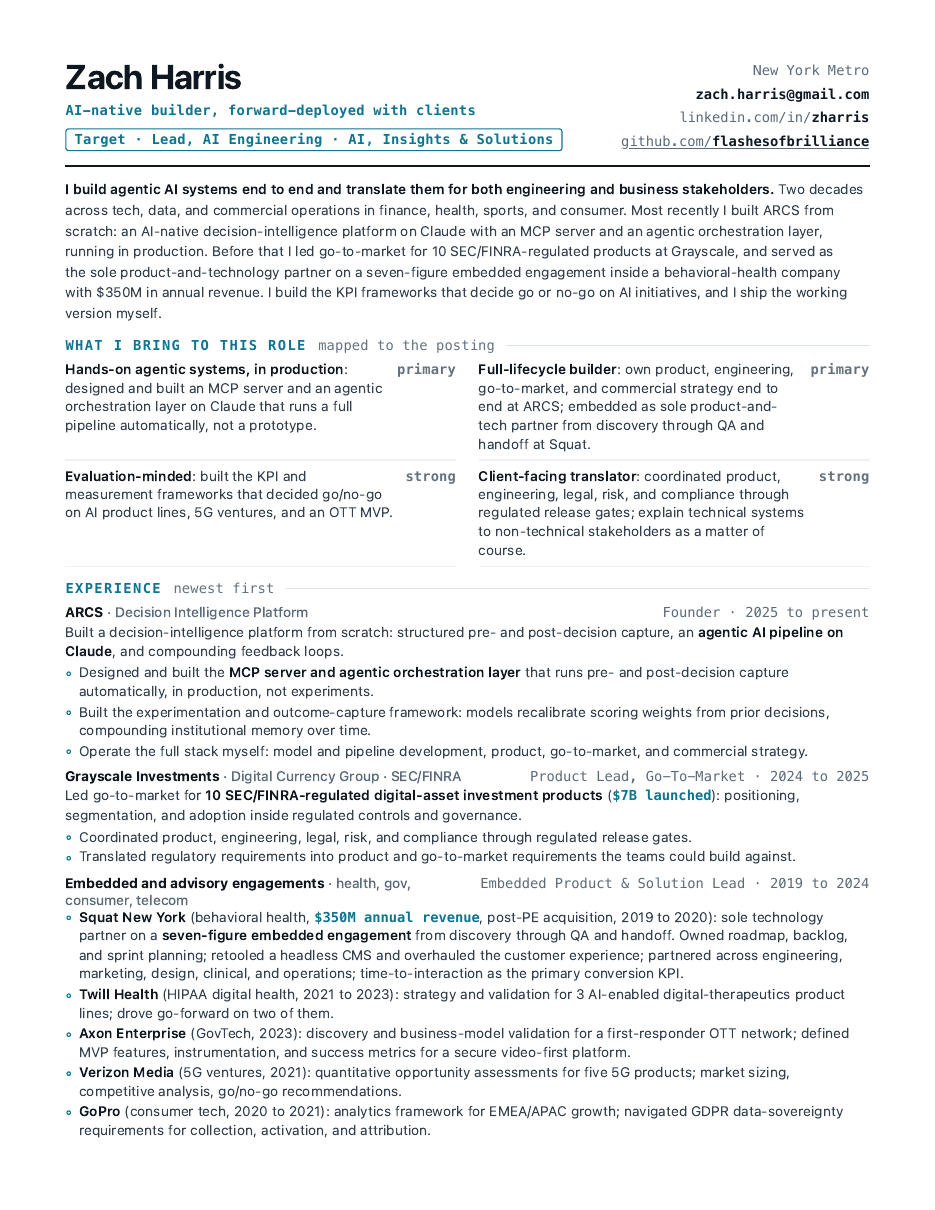 Zach Harris
AI–native builder, forward–deployed with clients
Target · Lead, AI Engineering · AI, Insights & Solutions
New York Metro
zach.harris@gmail.com
linkedin.com/in/zharris
github.com/flashesofbrilliance
I build agentic AI systems end to end and translate them for both engineering and business stakeholders. Two decades
across tech, data, and commercial operations in finance, health, sports, and consumer. Most recently I built ARCS from
scratch: an AI-native decision-intelligence platform on Claude with an MCP server and an agentic orchestration layer,
running in production. Before that I led go-to-market for 10 SEC/FINRA-regulated products at Grayscale, and served as
the sole product-and-technology partner on a seven-figure embedded engagement inside a behavioral-health company
with $350M in annual revenue. I build the KPI frameworks that decide go or no-go on AI initiatives, and I ship the working
version myself.
WHAT I BRING TO THIS ROLE mapped to the posting
Hands-on agentic systems, in production: primary
designed and built an MCP server and an agentic
orchestration layer on Claude that runs a full
pipeline automatically, not a prototype.
Full-lifecycle builder: own product, engineering, primary
go-to-market, and commercial strategy end to
end at ARCS; embedded as sole product-and-
tech partner from discovery through QA and
handoff at Squat.
Evaluation-minded: built the KPI and strong
measurement frameworks that decided go/no-go
on AI product lines, 5G ventures, and an OTT MVP.
Client-facing translator: coordinated product, strong
engineering, legal, risk, and compliance through
regulated release gates; explain technical systems
to non-technical stakeholders as a matter of
course.
EXPERIENCE newest first
ARCS · Decision Intelligence Platform Founder · 2025 to present
Built a decision-intelligence platform from scratch: structured pre- and post-decision capture, an agentic AI pipeline on
Claude, and compounding feedback loops.
Designed and built the MCP server and agentic orchestration layer that runs pre- and post-decision capture
automatically, in production, not experiments.
Built the experimentation and outcome-capture framework: models recalibrate scoring weights from prior decisions,
compounding institutional memory over time.
Operate the full stack myself: model and pipeline development, product, go-to-market, and commercial strategy.
Grayscale Investments · Digital Currency Group · SEC/FINRA Product Lead, Go–To–Market · 2024 to 2025
Led go-to-market for 10 SEC/FINRA-regulated digital-asset investment products ($7B launched): positioning,
segmentation, and adoption inside regulated controls and governance.
Coordinated product, engineering, legal, risk, and compliance through regulated release gates.
Translated regulatory requirements into product and go-to-market requirements the teams could build against.
Embedded and advisory engagements · health, gov, Embedded Product & Solution Lead · 2019 to 2024
consumer, telecom
Squat New York (behavioral health, $350M annual revenue, post-PE acquisition, 2019 to 2020): sole technology
partner on a seven-figure embedded engagement from discovery through QA and handoff. Owned roadmap, backlog,
and sprint planning; retooled a headless CMS and overhauled the customer experience; partnered across engineering,
marketing, design, clinical, and operations; time-to-interaction as the primary conversion KPI.
Twill Health (HIPAA digital health, 2021 to 2023): strategy and validation for 3 AI-enabled digital-therapeutics product
lines; drove go-forward on two of them.
Axon Enterprise (GovTech, 2023): discovery and business-model validation for a first-responder OTT network; defined
MVP features, instrumentation, and success metrics for a secure video-first platform.
Verizon Media (5G ventures, 2021): quantitative opportunity assessments for five 5G products; market sizing,
competitive analysis, go/no-go recommendations.
GoPro (consumer tech, 2020 to 2021): analytics framework for EMEA/APAC growth; navigated GDPR data-sovereignty
requirements for collection, activation, and attribution.